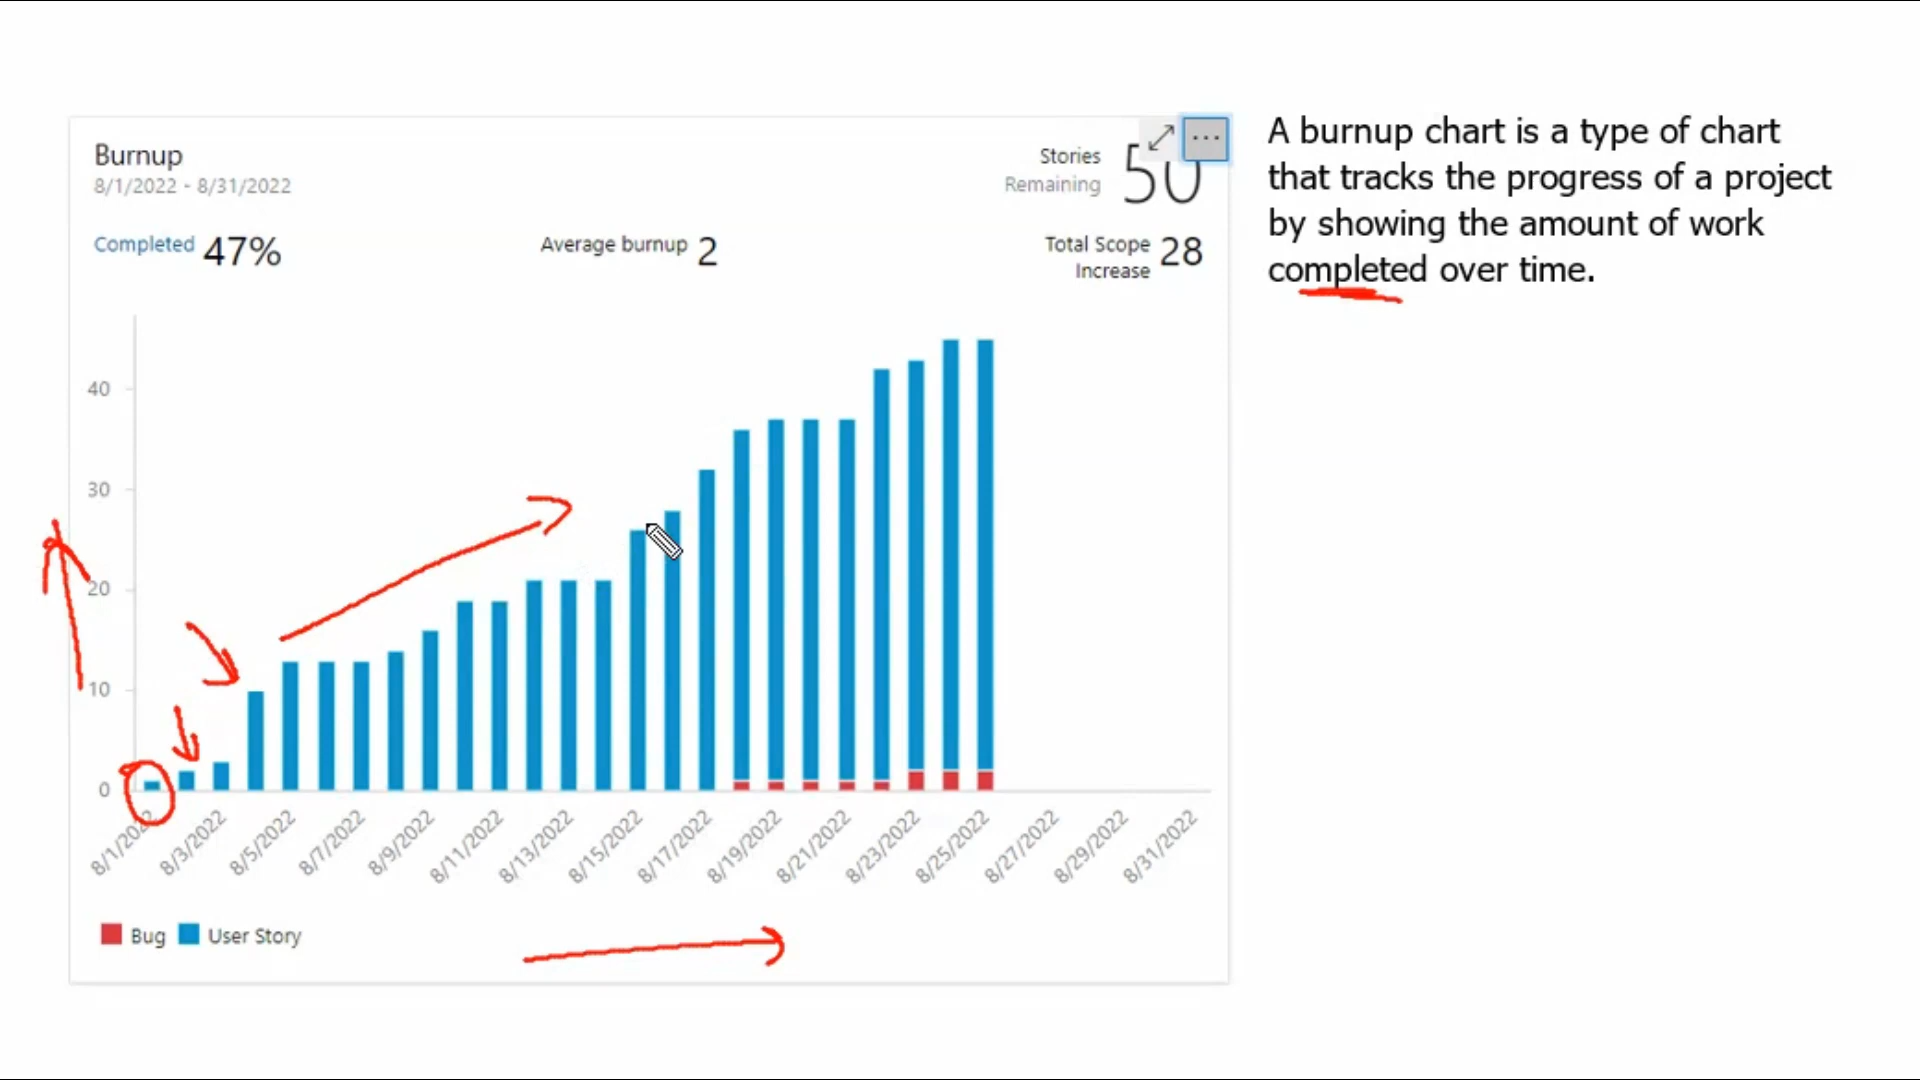 Burnup
8/1/2022 - 8/31/2022
Stories
Remaining
50
...
Completed 47%
Average burnup 2
Total Scope
Increase
28
40
30
20
10
0
8/1/2022
8/3/2022
8/5/2022
8/7/2022
8/9/2022
8/11/2022
8/13/2022
8/15/2022
8/17/2022
8/19/2022
8/21/2022
8/23/2022
8/25/2022
8/27/2022
8/29/2022
8/31/2022
Bug User Story
A burnup chart is a type of chart
that tracks the progress of a project
by showing the amount of work
completed over time.